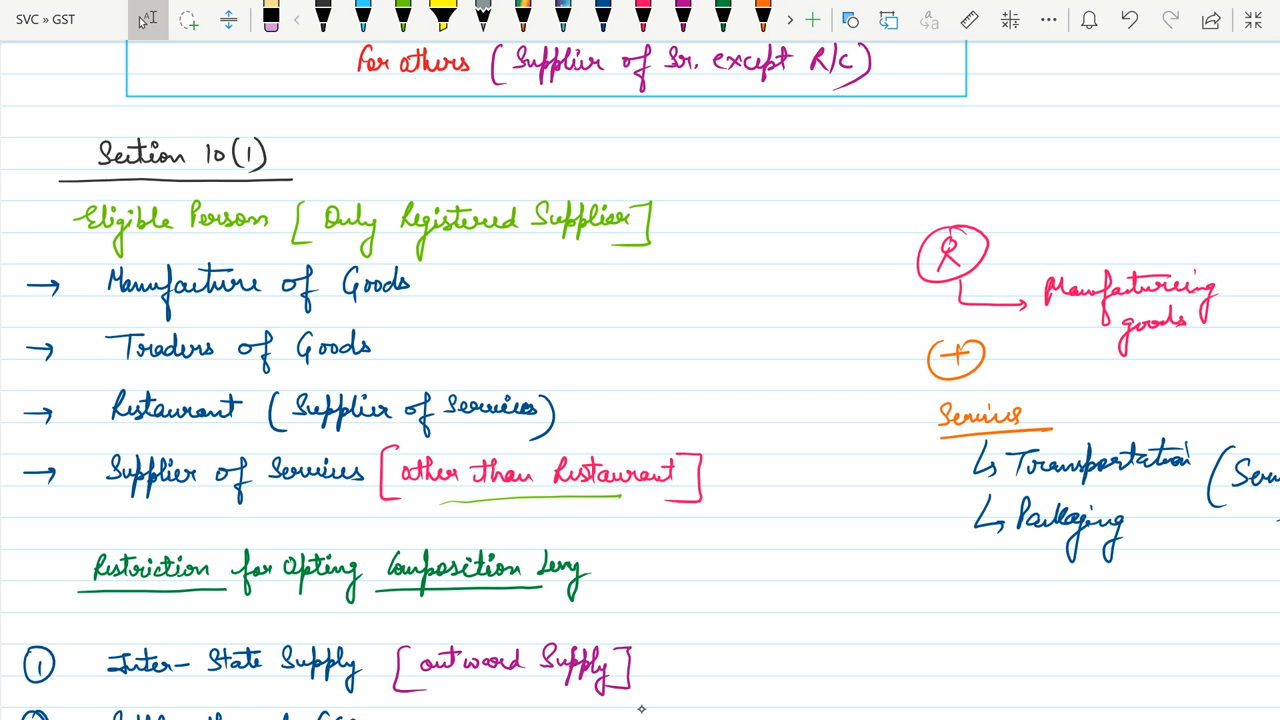 SVC » GST
For others (Supplier of Sr. except R/C)
Section 10(1)
Eligible Person [Only Registered Supplier]
→ Manufacture of Goods
→ Traders of Goods
→ Restaurant (Supplier of Services)
→ Supplier of Services [other than Restaurant]
R
Manufacturing
goods
+
Services
↳ Transportation (Serv
↳ Packaging
Restriction for Opting Composition Levy
① Inter-State Supply [outward Supply]
②